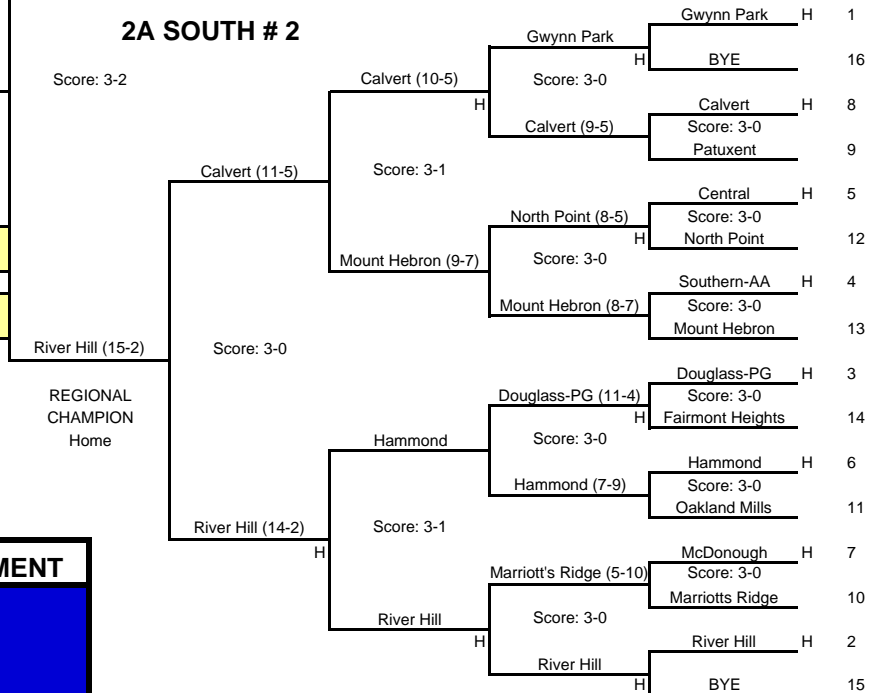 2A SOUTH # 2
Gwynn Park H 1
Gwynn Park
H BYE 16
Score: 3-2
Calvert (10-5)
Score: 3-0
H
Calvert H 8
Calvert (9-5)
Score: 3-0
Patuxent 9
Calvert (11-5)
Score: 3-1
Central H 5
North Point (8-5)
Score: 3-0
H North Point 12
Mount Hebron (9-7)
Score: 3-0
Southern-AA H 4
Mount Hebron (8-7)
Score: 3-0
Mount Hebron 13
River Hill (15-2)
Score: 3-0
REGIONAL
CHAMPION
Home
Douglass-PG H 3
Douglass-PG (11-4)
Score: 3-0
H Fairmont Heights 14
Hammond
Score: 3-0
Hammond H 6
Hammond (7-9)
Score: 3-0
Oakland Mills 11
River Hill (14-2)
H
Score: 3-1
McDonough H 7
Marriott's Ridge (5-10)
Score: 3-0
Marriotts Ridge 10
River Hill
H
Score: 3-0
River Hill H 2
River Hill
H BYE 15
MENT